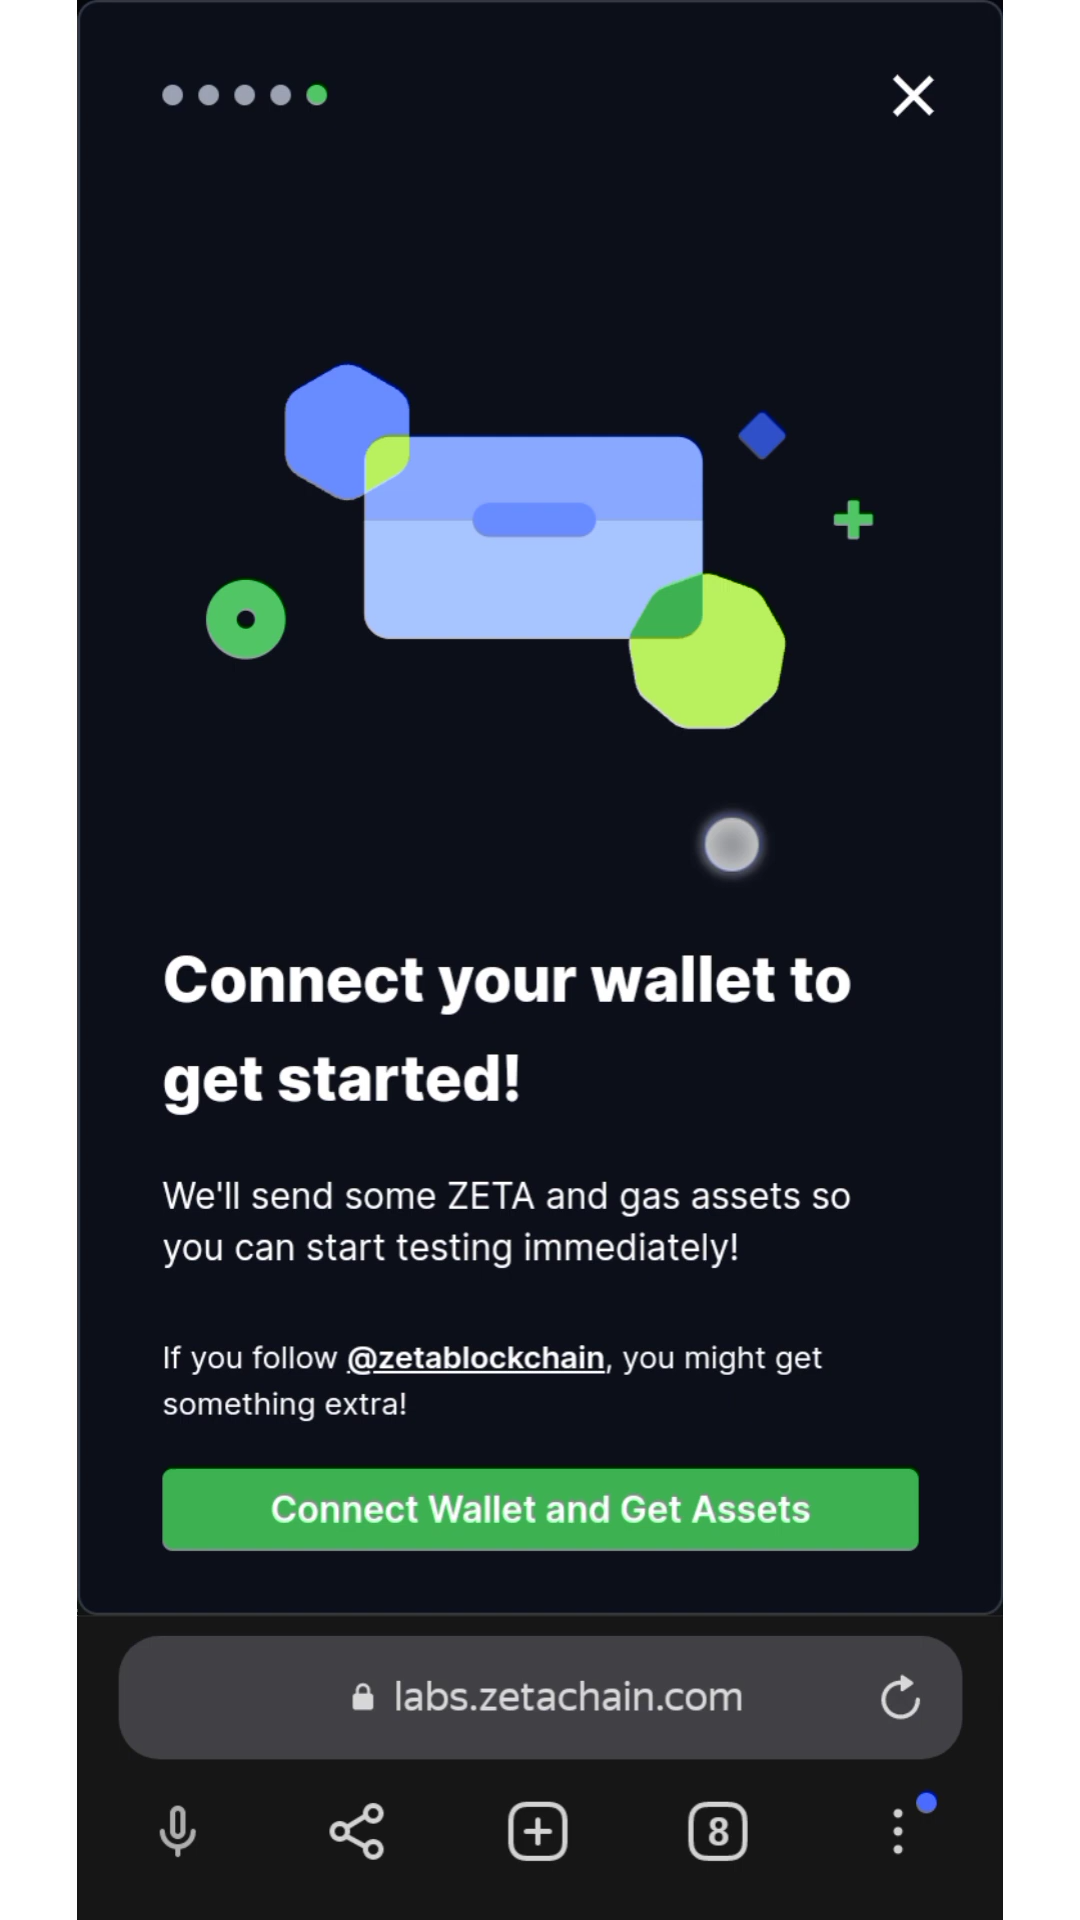 Connect your wallet to
get started!
We'll send some ZETA and gas assets so
you can start testing immediately!
If you follow @zetablockchain, you might get
something extra!
Connect Wallet and Get Assets
labs.zetachain.com
8